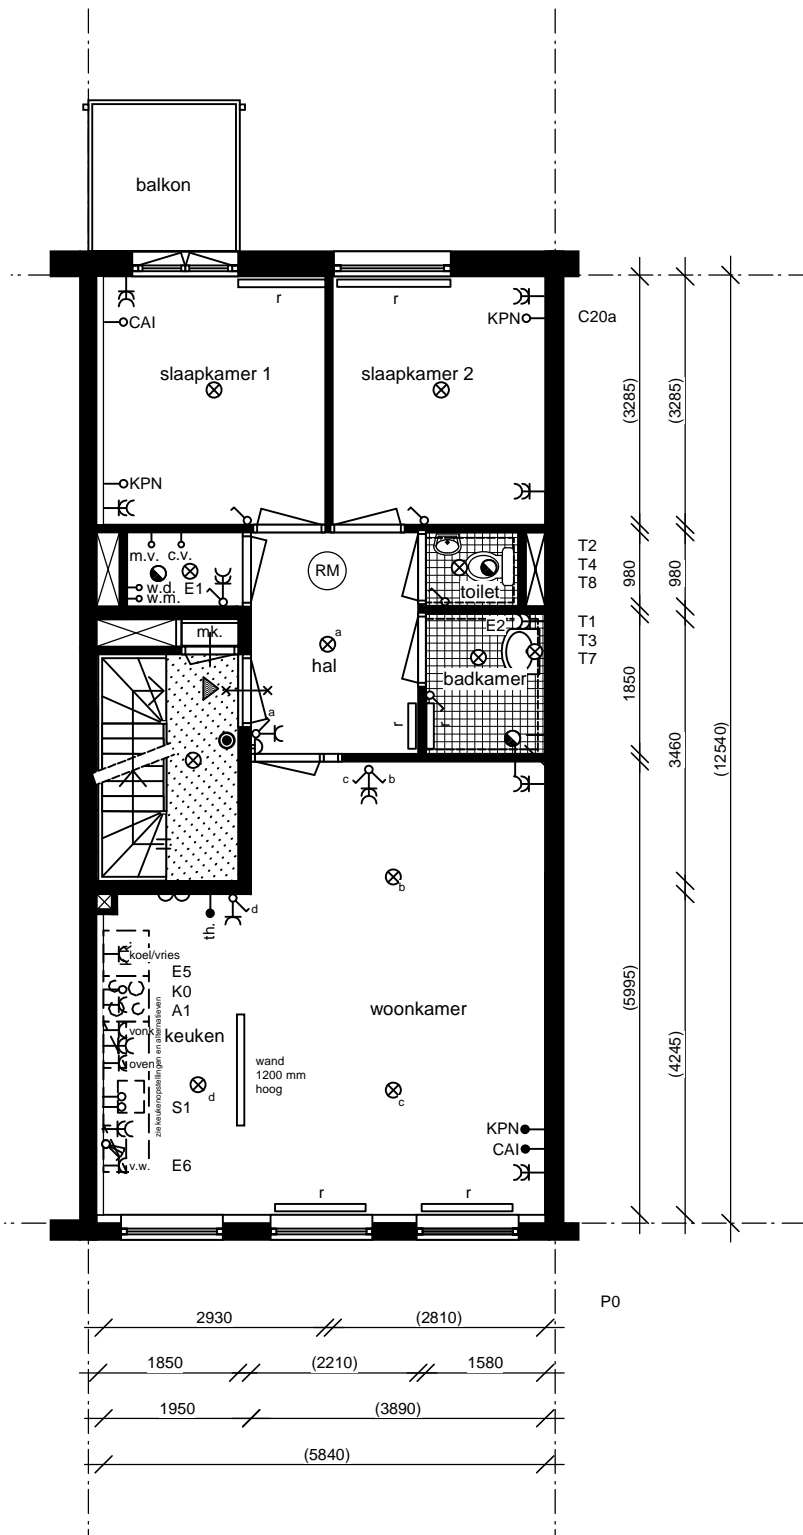 balkon
r
r
CAI
KPN
C20a
slaapkamer 1
slaapkamer 2
(3285)
(3285)
KPN
m.v.
c.v.
RM
T2
T4
T8
980
980
w.d.
E1
w.m.
toilet
mk.
a
hal
E2
T1
T3
T7
badkamer
1850
a
r
r
3460
(12540)
c
b
b
d
th.
koel/vries
E5
K0
A1
vonk
keuken
oven
zie keukenopstellingen en alternatieven
woonkamer
(5995)
(4245)
wand
1200 mm
hoog
d
c
S1
KPN
CAI
v.w.
E6
r
r
P0
2930
(2810)
1850
(2210)
1580
1950
(3890)
(5840)